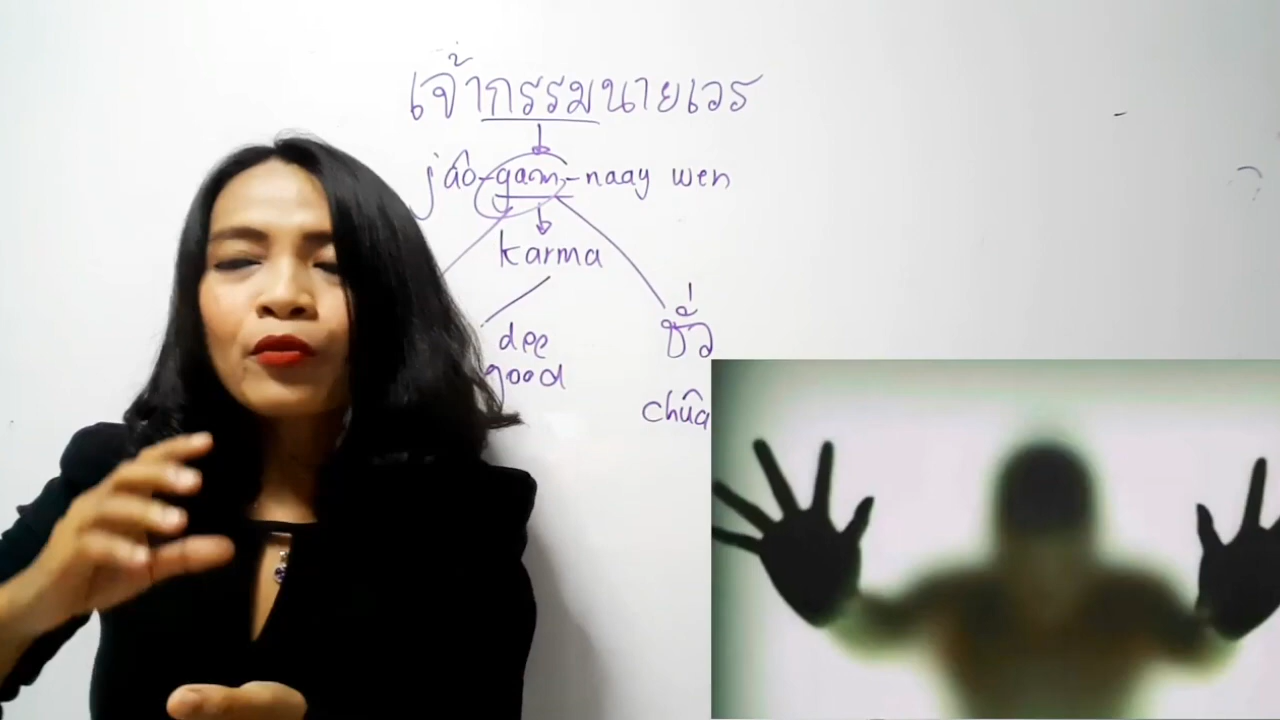 เจ้ากรรมนายเวร
jâo-gam-naay wen
karma
dee
good
ชั่ว
chûa